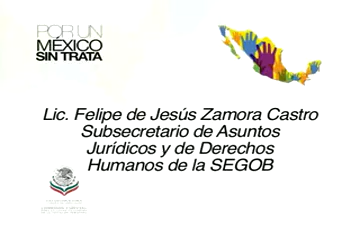 POR UN
MÉXICO
SIN TRATA
Lic. Felipe de Jesús Zamora Castro
Subsecretario de Asuntos
Jurídicos y de Derechos
Humanos de la SEGOB